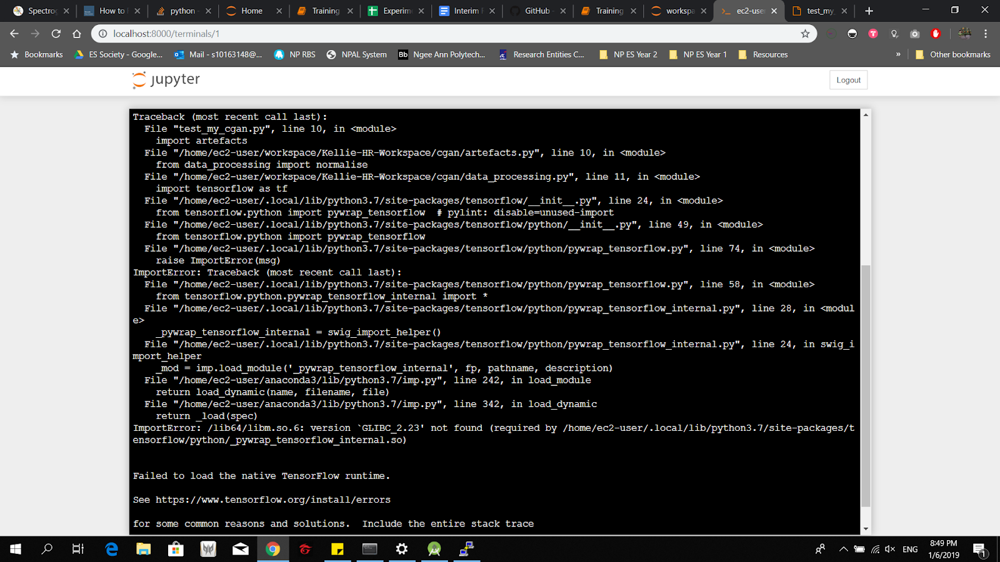 Spectrog
How to
python
Home
Training
Experim
Interim
GitHub
Training
workspa
ec2-use
test_my_
localhost:8000/terminals/1
Bookmarks
ES Society - Google...
Mail - s10163148@...
NP RBS
NPAL System
Bb
Ngee Ann Polytech...
Research Entities C...
NP ES Year 2
NP ES Year 1
Resources
»
Other bookmarks
jupyter
Logout
Traceback (most recent call last):
File "test_my_cgan.py", line 10, in <module>
import artefacts
File "/home/ec2-user/workspace/Kellie-HR-Workspace/cgan/artefacts.py", line 10, in <module>
from data_processing import normalise
File "/home/ec2-user/workspace/Kellie-HR-Workspace/cgan/data_processing.py", line 11, in <module>
import tensorflow as tf
File "/home/ec2-user/.local/lib/python3.7/site-packages/tensorflow/__init__.py", line 24, in <module>
from tensorflow.python import pywrap_tensorflow  # pylint: disable=unused-import
File "/home/ec2-user/.local/lib/python3.7/site-packages/tensorflow/python/__init__.py", line 49, in <module>
from tensorflow.python import pywrap_tensorflow
File "/home/ec2-user/.local/lib/python3.7/site-packages/tensorflow/python/pywrap_tensorflow.py", line 74, in <module>
raise ImportError(msg)
ImportError: Traceback (most recent call last):
File "/home/ec2-user/.local/lib/python3.7/site-packages/tensorflow/python/pywrap_tensorflow.py", line 58, in <module>
from tensorflow.python.pywrap_tensorflow_internal import *
File "/home/ec2-user/.local/lib/python3.7/site-packages/tensorflow/python/pywrap_tensorflow_internal.py", line 28, in <modul
e>
_pywrap_tensorflow_internal = swig_import_helper()
File "/home/ec2-user/.local/lib/python3.7/site-packages/tensorflow/python/pywrap_tensorflow_internal.py", line 24, in swig_i
mport_helper
_mod = imp.load_module('_pywrap_tensorflow_internal', fp, pathname, description)
File "/home/ec2-user/anaconda3/lib/python3.7/imp.py", line 242, in load_module
return load_dynamic(name, filename, file)
File "/home/ec2-user/anaconda3/lib/python3.7/imp.py", line 342, in load_dynamic
return _load(spec)
ImportError: /lib64/libm.so.6: version `GLIBC_2.23' not found (required by /home/ec2-user/.local/lib/python3.7/site-packages/t
ensorflow/python/_pywrap_tensorflow_internal.so)
Failed to load the native TensorFlow runtime.
See https://www.tensorflow.org/install/errors
for some common reasons and solutions.  Include the entire stack trace
ENG
8:49 PM
1/6/2019
1